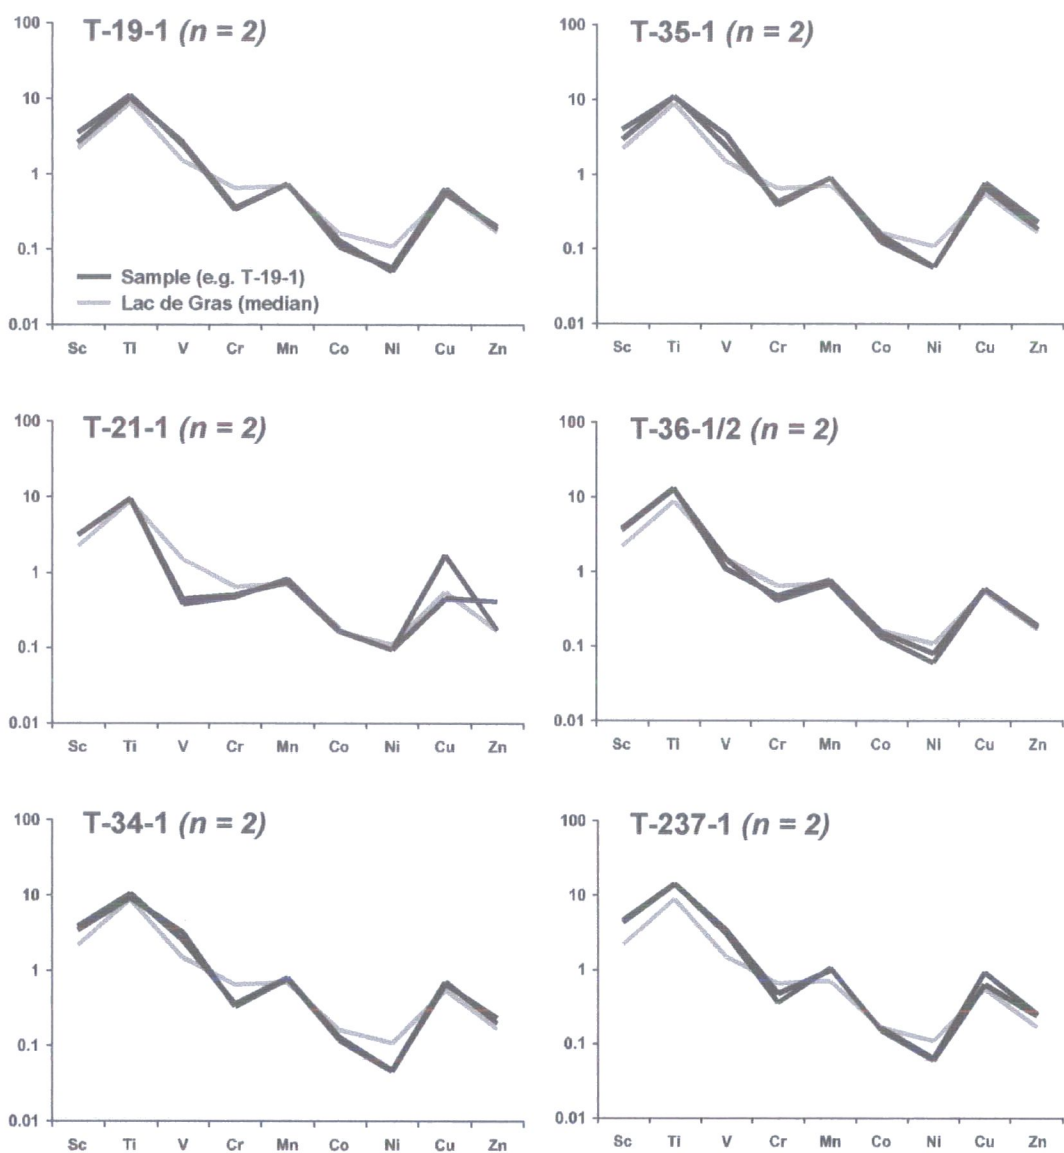 T-19-1 (n = 2)
100
10
1
0.1
0.01
Sample (e.g. T-19-1)
Lac de Gras (median)
Sc Ti V Cr Mn Co Ni Cu Zn
T-35-1 (n = 2)
100
10
1
0.1
0.01
Sc Ti V Cr Mn Co Ni Cu Zn
T-21-1 (n = 2)
100
10
1
0.1
0.01
Sc Ti V Cr Mn Co Ni Cu Zn
T-36-1/2 (n = 2)
100
10
1
0.1
0.01
Sc Ti V Cr Mn Co Ni Cu Zn
T-34-1 (n = 2)
100
10
1
0.1
0.01
Sc Ti V Cr Mn Co Ni Cu Zn
T-237-1 (n = 2)
100
10
1
0.1
0.01
Sc Ti V Cr Mn Co Ni Cu Zn